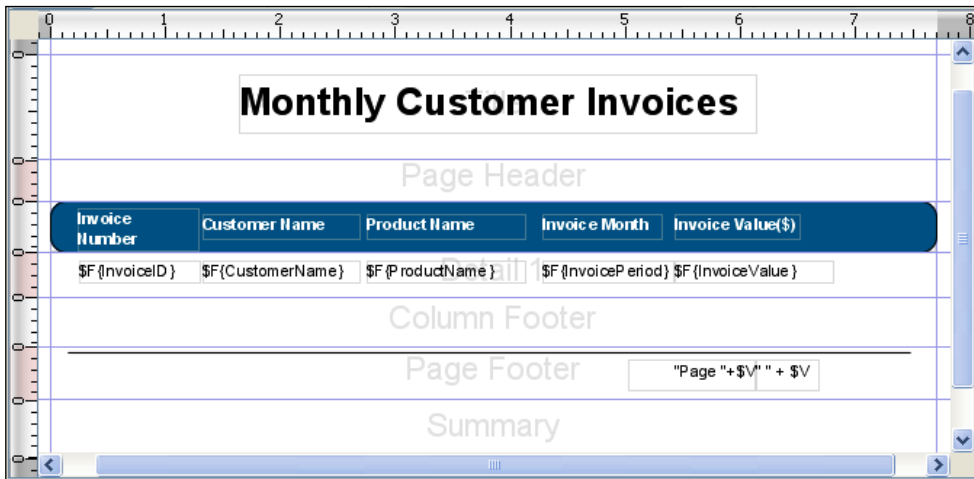 0 1 2 3 4 5 6 7 8
Monthly Customer Invoices
Page Header
Invoice Number Customer Name Product Name Invoice Month Invoice Value($)
$F{InvoiceID} $F{CustomerName} $F{ProductName} $F{InvoicePeriod} $F{InvoiceValue}
Detail 1
Column Footer
Page Footer
"Page "+$V" " + $V
Summary